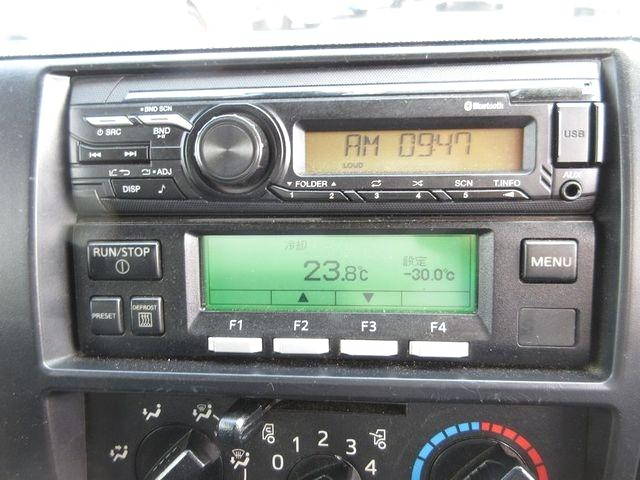 Bluetooth
BND SCN
SRC BND
AM 0947
LOUD
USB
ADJ
DISP
FOLDER SCN T.INFO
1 2 3 4 5
AUX
RUN/STOP
冷却
23.8℃
設定
-30.0℃
MENU
PRESET
DEFROST
F1 F2 F3 F4
0 1 2 3 4